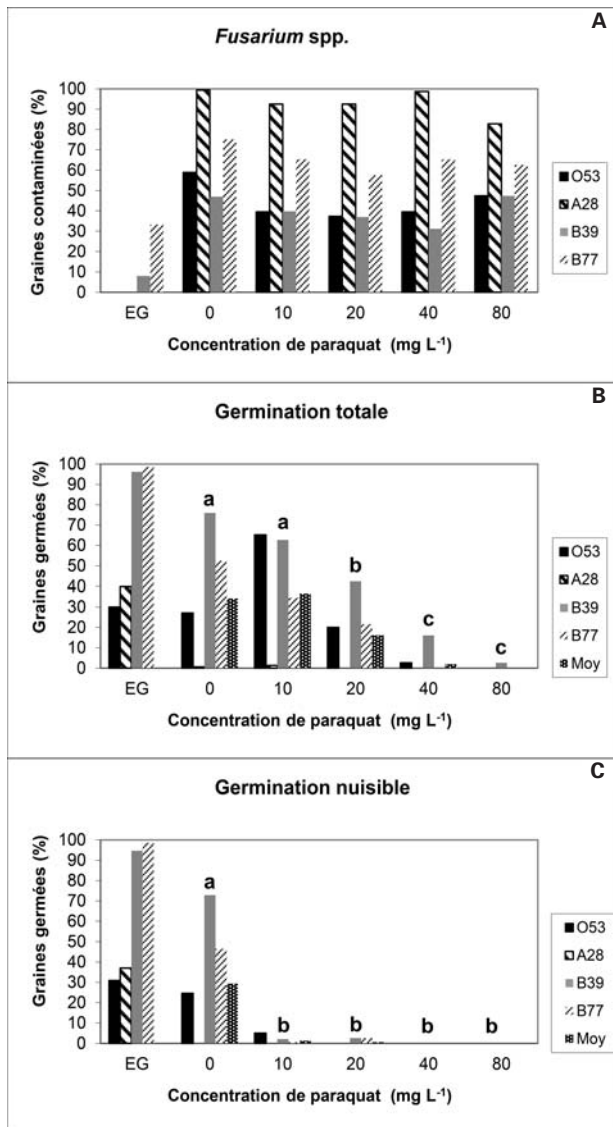 A
Fusarium spp.
Graines contaminées (%)
100
90
80
70
60
50
40
30
20
10
0
EG 0 10 20 40 80
Concentration de paraquat (mg L-1)
O53
A28
B39
B77
B
Germination totale
Graines germées (%)
100
90
80
70
60
50
40
30
20
10
0
a a b c c
EG 0 10 20 40 80
Concentration de paraquat (mg L-1)
O53
A28
B39
B77
Moy
C
Germination nuisible
Graines germées (%)
100
90
80
70
60
50
40
30
20
10
0
a b b b b
EG 0 10 20 40 80
Concentration de paraquat (mg L-1)
O53
A28
B39
B77
Moy